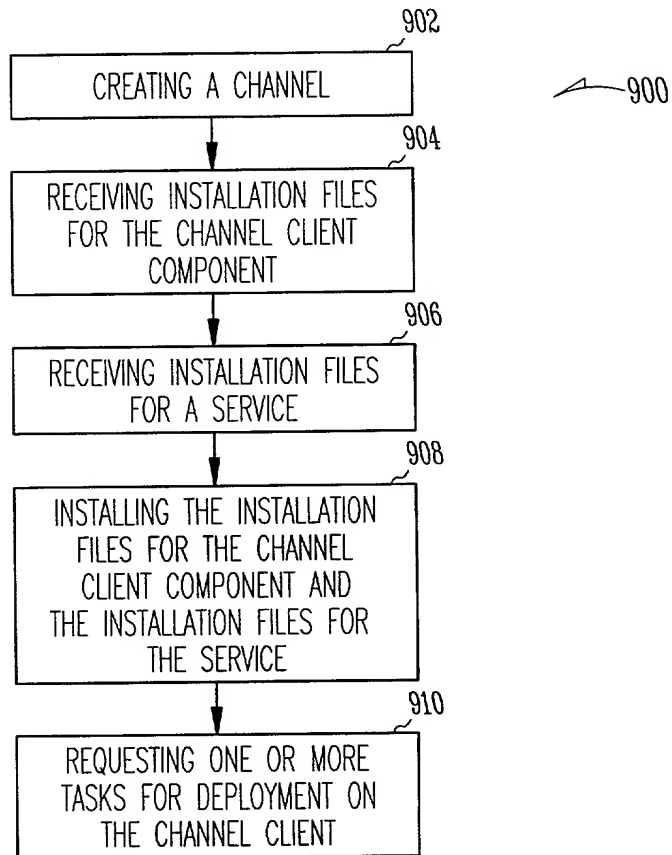 902
CREATING A CHANNEL
900
904
RECEIVING INSTALLATION FILES
FOR THE CHANNEL CLIENT
COMPONENT
906
RECEIVING INSTALLATION FILES
FOR A SERVICE
908
INSTALLING THE INSTALLATION
FILES FOR THE CHANNEL
CLIENT COMPONENT AND
THE INSTALLATION FILES FOR
THE SERVICE
910
REQUESTING ONE OR MORE
TASKS FOR DEPLOYMENT ON
THE CHANNEL CLIENT